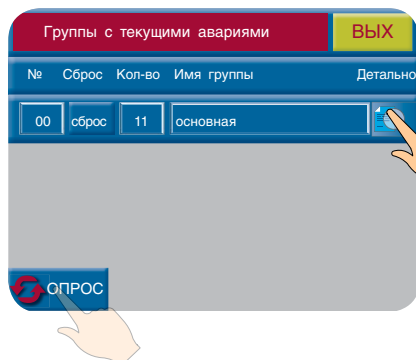 Группы с текущими авариями ВЫХ
№ Сброс Кол-во Имя группы Детально
00 сброс 11 основная
ОПРОС